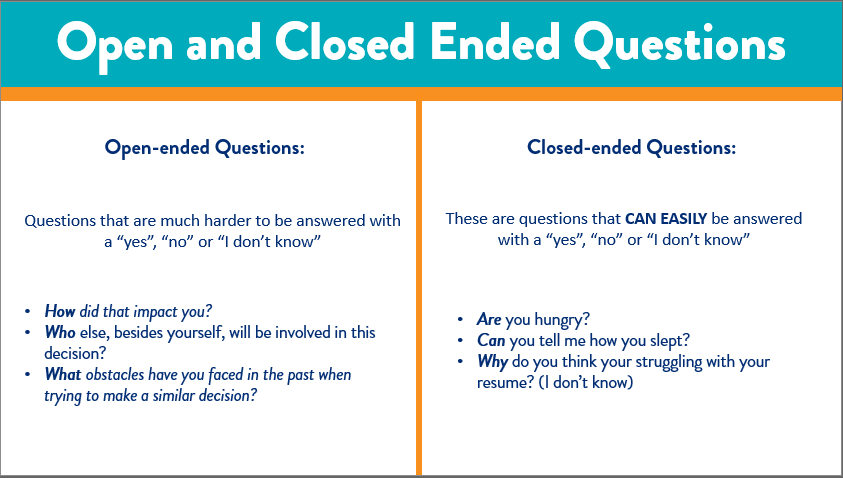 Open and Closed Ended Questions
Open-ended Questions:
Questions that are much harder to be answered with
a “yes”, “no” or “I don’t know”
• How did that impact you?
• Who else, besides yourself, will be involved in this
decision?
• What obstacles have you faced in the past when
trying to make a similar decision?
Closed-ended Questions:
These are questions that CAN EASILY be answered
with a “yes”, “no” or “I don’t know”
• Are you hungry?
• Can you tell me how you slept?
• Why do you think your struggling with your
resume? (I don’t know)